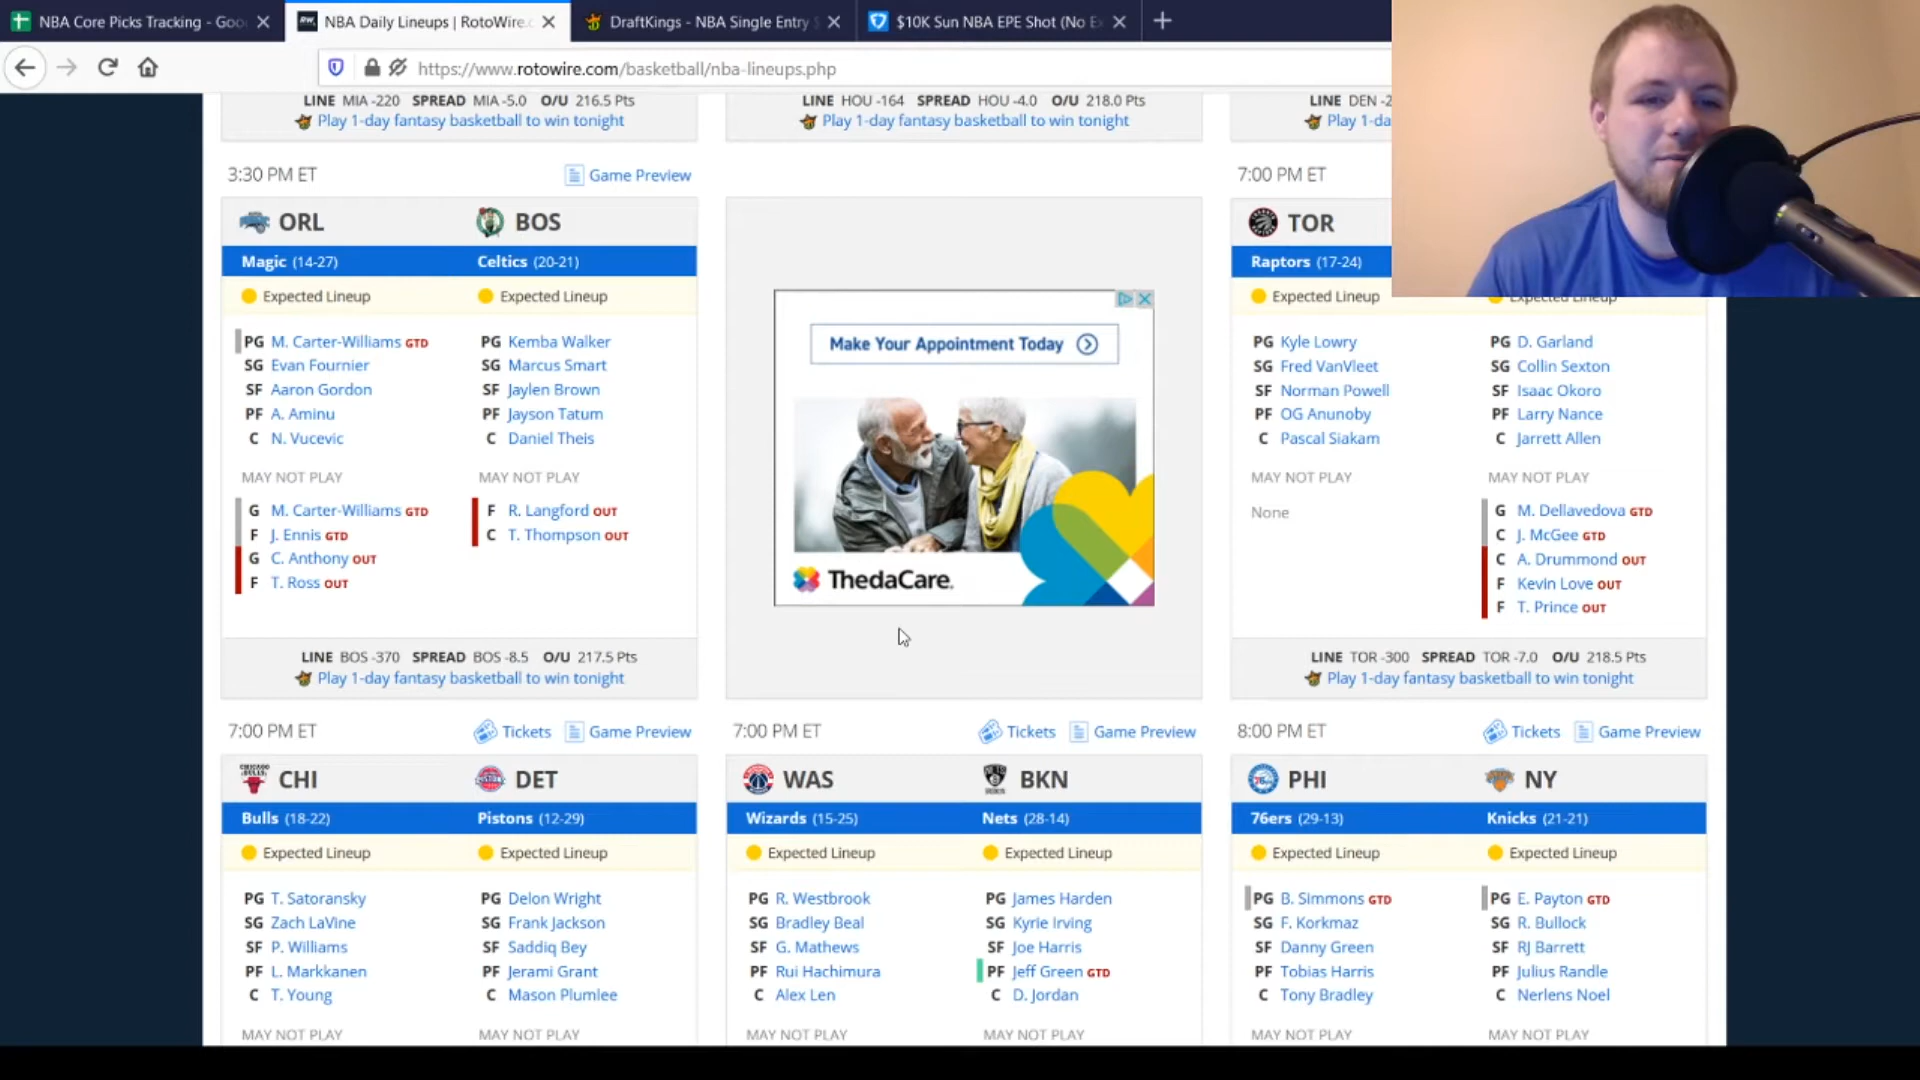 NBA Core Picks Tracking - Goo
NBA Daily Lineups | RotoWire.c
DraftKings - NBA Single Entry
$10K Sun NBA EPE Shot (No E
https://www.rotowire.com/basketball/nba-lineups.php
LINE MIA -220 SPREAD MIA -5.0 O/U 216.5 Pts
Play 1-day fantasy basketball to win tonight
LINE HOU -164 SPREAD HOU -4.0 O/U 218.0 Pts
Play 1-day fantasy basketball to win tonight
LINE DEN -2
Play 1-da
3:30 PM ET
Game Preview
ORL BOS
Magic (14-27) Celtics (20-21)
Expected Lineup Expected Lineup
PG M. Carter-Williams GTD PG Kemba Walker
SG Evan Fournier SG Marcus Smart
SF Aaron Gordon SF Jaylen Brown
PF A. Aminu PF Jayson Tatum
C N. Vucevic C Daniel Theis
MAY NOT PLAY MAY NOT PLAY
G M. Carter-Williams GTD F R. Langford OUT
F J. Ennis GTD C T. Thompson OUT
G C. Anthony OUT
F T. Ross OUT
LINE BOS -370 SPREAD BOS -8.5 O/U 217.5 Pts
Play 1-day fantasy basketball to win tonight
Make Your Appointment Today
ThedaCare.
7:00 PM ET
TOR
Raptors (17-24)
Expected Lineup Expected Lineup
PG Kyle Lowry PG D. Garland
SG Fred VanVleet SG Collin Sexton
SF Norman Powell SF Isaac Okoro
PF OG Anunoby PF Larry Nance
C Pascal Siakam C Jarrett Allen
MAY NOT PLAY MAY NOT PLAY
None G M. Dellavedova GTD
C J. McGee GTD
C A. Drummond OUT
F Kevin Love OUT
F T. Prince OUT
LINE TOR -300 SPREAD TOR -7.0 O/U 218.5 Pts
Play 1-day fantasy basketball to win tonight
7:00 PM ET Tickets Game Preview
CHI DET
Bulls (18-22) Pistons (12-29)
Expected Lineup Expected Lineup
PG T. Satoransky PG Delon Wright
SG Zach LaVine SG Frank Jackson
SF P. Williams SF Saddiq Bey
PF L. Markkanen PF Jerami Grant
C T. Young C Mason Plumlee
MAY NOT PLAY MAY NOT PLAY
7:00 PM ET Tickets Game Preview
WAS BKN
Wizards (15-25) Nets (28-14)
Expected Lineup Expected Lineup
PG R. Westbrook PG James Harden
SG Bradley Beal SG Kyrie Irving
SF G. Mathews SF Joe Harris
PF Rui Hachimura PF Jeff Green GTD
C Alex Len C D. Jordan
MAY NOT PLAY MAY NOT PLAY
8:00 PM ET Tickets Game Preview
PHI NY
76ers (29-13) Knicks (21-21)
Expected Lineup Expected Lineup
PG B. Simmons GTD PG E. Payton GTD
SG F. Korkmaz SG R. Bullock
SF Danny Green SF RJ Barrett
PF Tobias Harris PF Julius Randle
C Tony Bradley C Nerlens Noel
MAY NOT PLAY MAY NOT PLAY